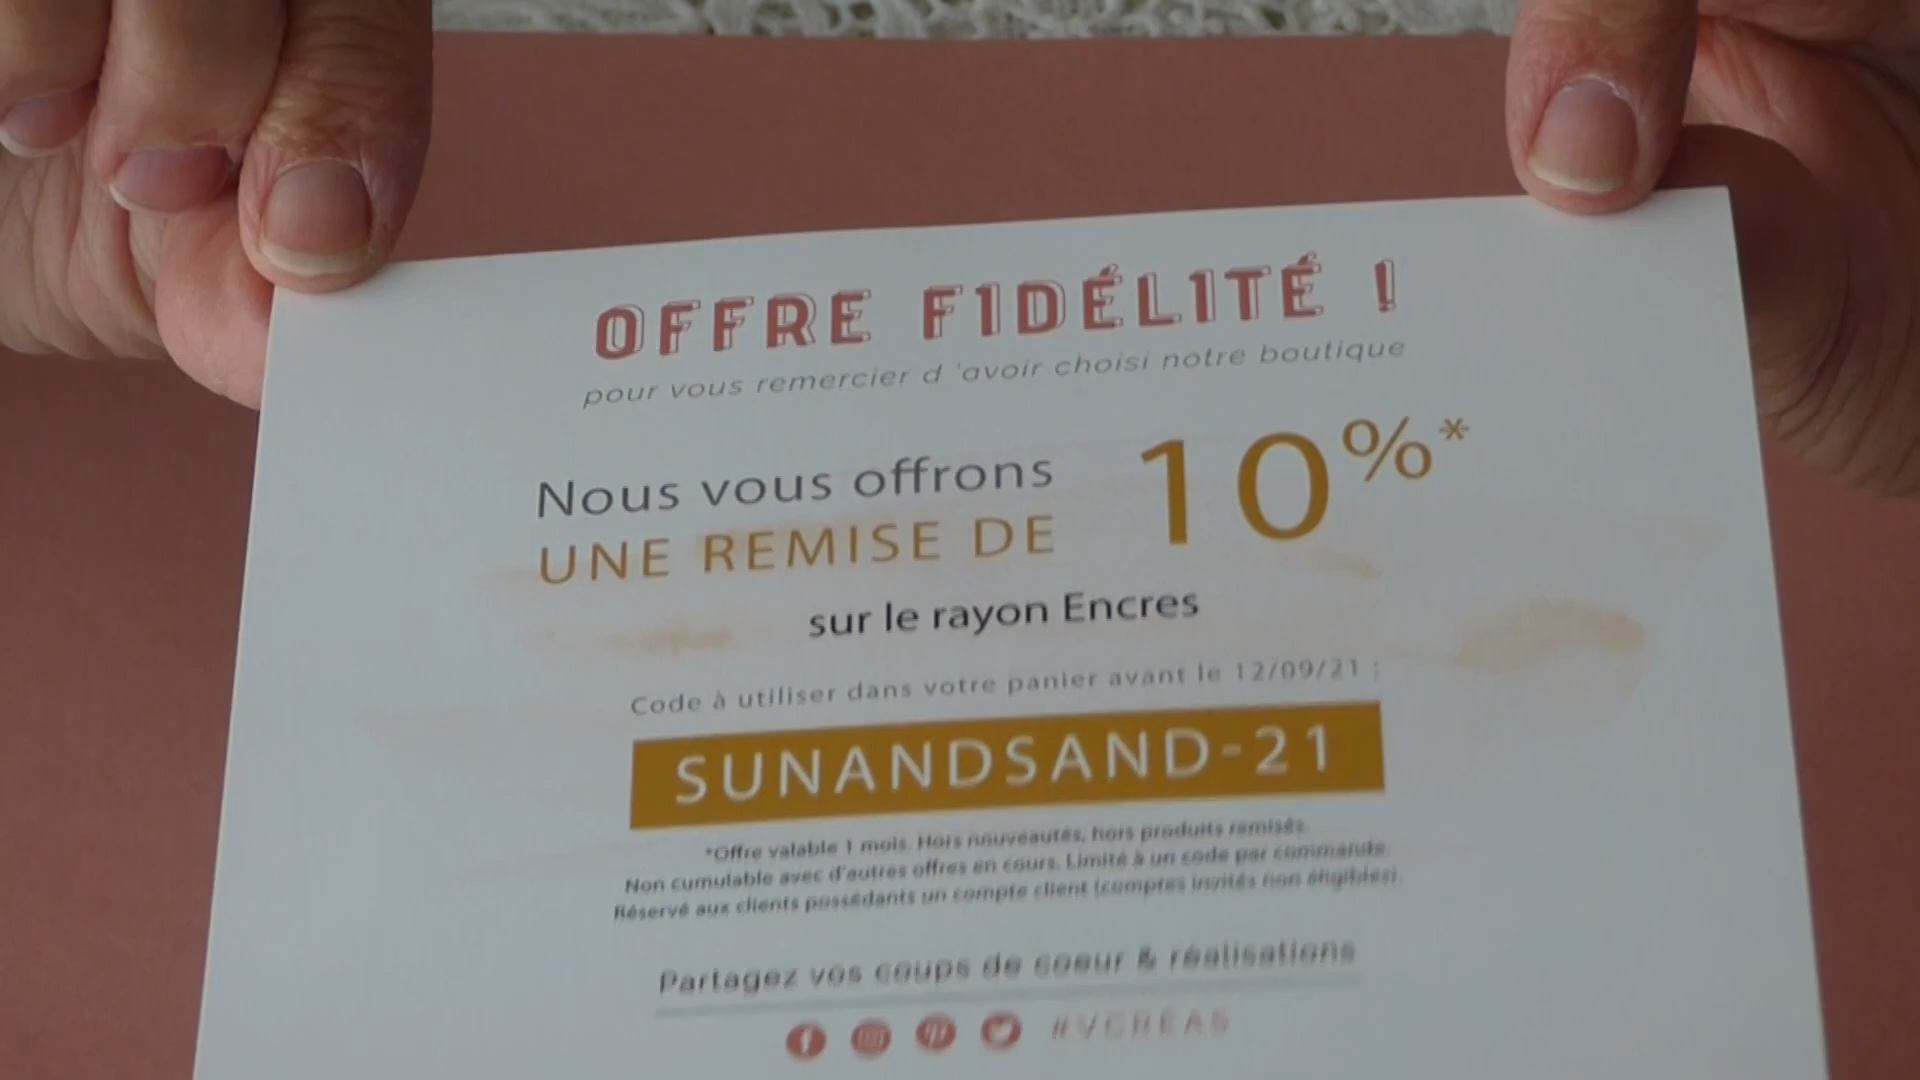 OFFRE FIDÉLITÉ !
pour vous remercier d 'avoir choisi notre boutique
Nous vous offrons
UNE REMISE DE
10%*
sur le rayon Encres
Code à utiliser dans votre panier avant le 12/09/21 :
SUNANDSAND-21
*Offre valable 1 mois. Hors nouveautés, hors produits remisés.
Non cumulable avec d'autres offres en cours. Limité à un code par commande.
Réservé aux clients possédants un compte client (comptes invités non éligibles).
Partagez vos coups de coeur & réalisations
#VCREAS